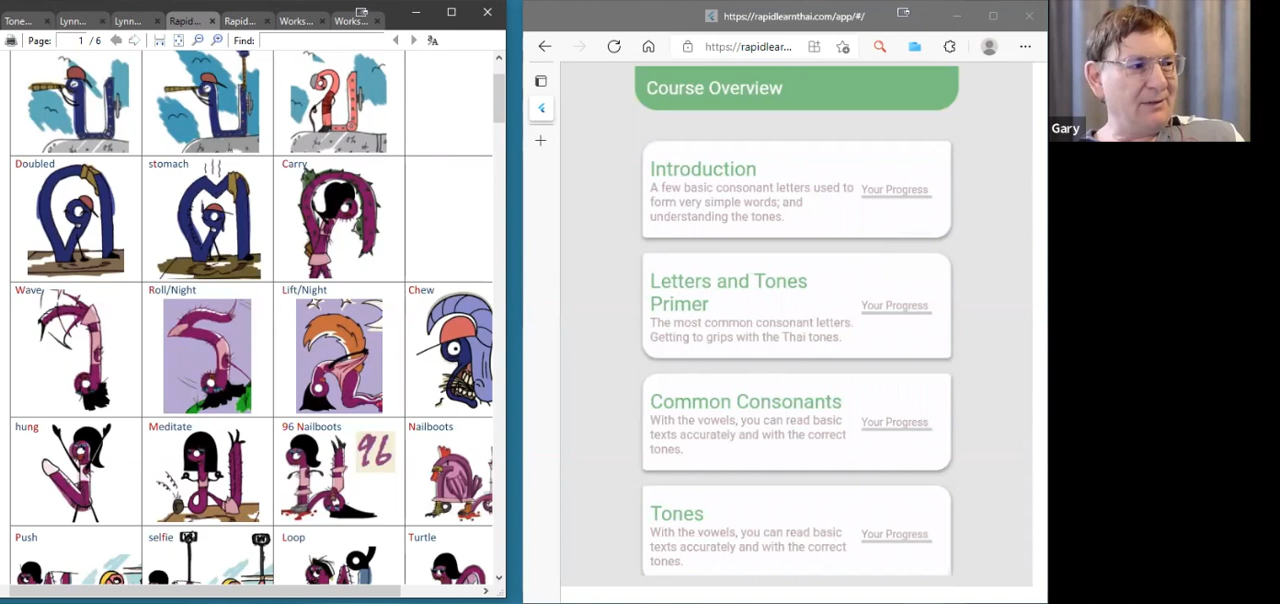 Tone...
Lynn...
Lynn...
Rapid...
Rapid...
Works...
Works...
Page: 1 / 6
Find:
Doubled
stomach
Carry
Wave
Roll/Night
Lift/Night
Chew
hung
Meditate
96 Nailboots
96
Nailboots
Push
selfie
Loop
Turtle
https://rapidlearnthai.com/app/#/
https://rapidlear...
Course Overview
Introduction
A few basic consonant letters used to
form very simple words; and
understanding the tones.
Your Progress
Letters and Tones
Primer
The most common consonant letters.
Getting to grips with the Thai tones.
Your Progress
Common Consonants
With the vowels, you can read basic
texts accurately and with the correct
tones.
Your Progress
Tones
With the vowels, you can read basic
texts accurately and with the correct
tones.
Your Progress
Gary